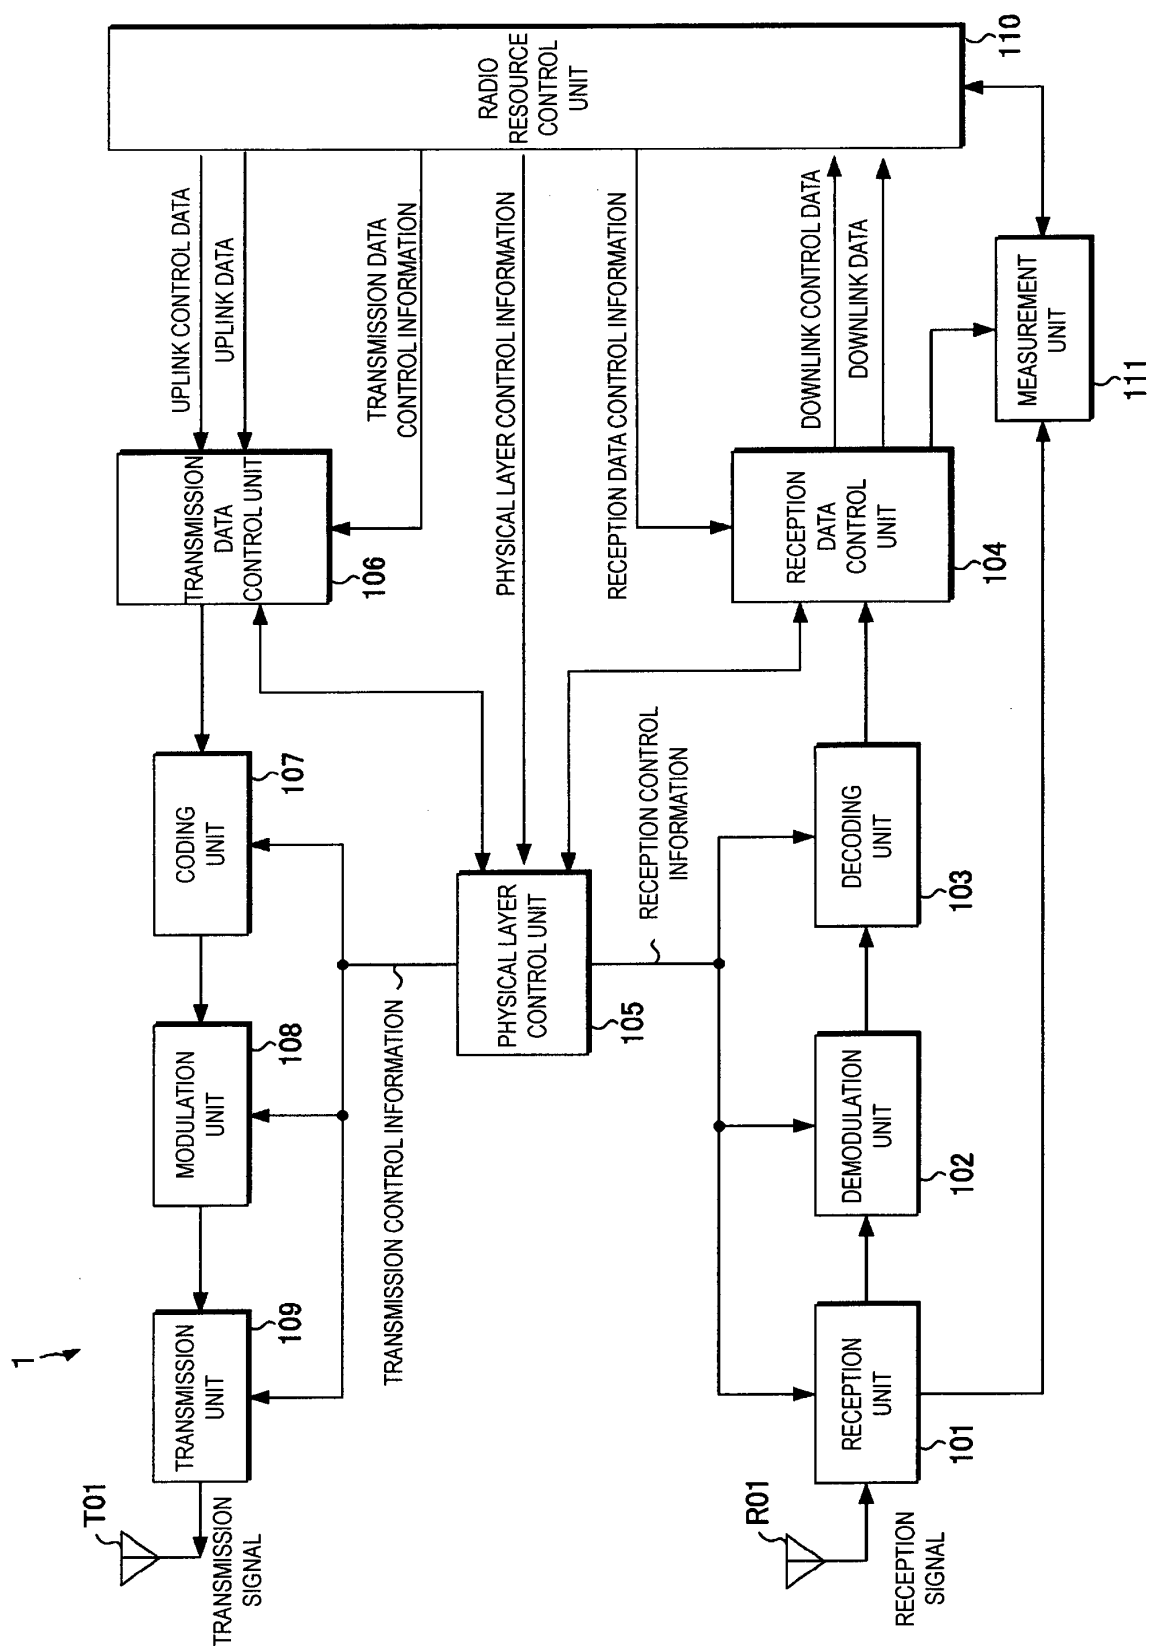 1
T01
TRANSMISSION
SIGNAL
TRANSMISSION
UNIT
109
MODULATION
UNIT
108
CODING
UNIT
107
TRANSMISSION
DATA
CONTROL UNIT
106
UPLINK CONTROL DATA
UPLINK DATA
TRANSMISSION DATA
CONTROL INFORMATION
TRANSMISSION CONTROL INFORMATION
PHYSICAL LAYER
CONTROL UNIT
105
PHYSICAL LAYER CONTROL INFORMATION
RADIO
RESOURCE
CONTROL
UNIT
110
RECEPTION CONTROL
INFORMATION
RECEPTION DATA CONTROL INFORMATION
R01
RECEPTION
SIGNAL
RECEPTION
UNIT
101
DEMODULATION
UNIT
102
DECODING
UNIT
103
RECEPTION
DATA
CONTROL
UNIT
104
DOWNLINK CONTROL DATA
DOWNLINK DATA
MEASUREMENT
UNIT
111